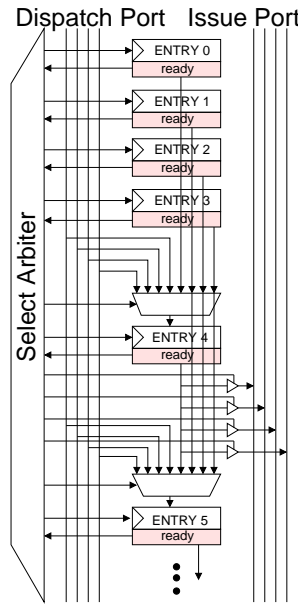 Dispatch Port Issue Port
ENTRY 0
ready
ENTRY 1
ready
ENTRY 2
ready
ENTRY 3
ready
Select Arbiter
ENTRY 4
ready
ENTRY 5
ready